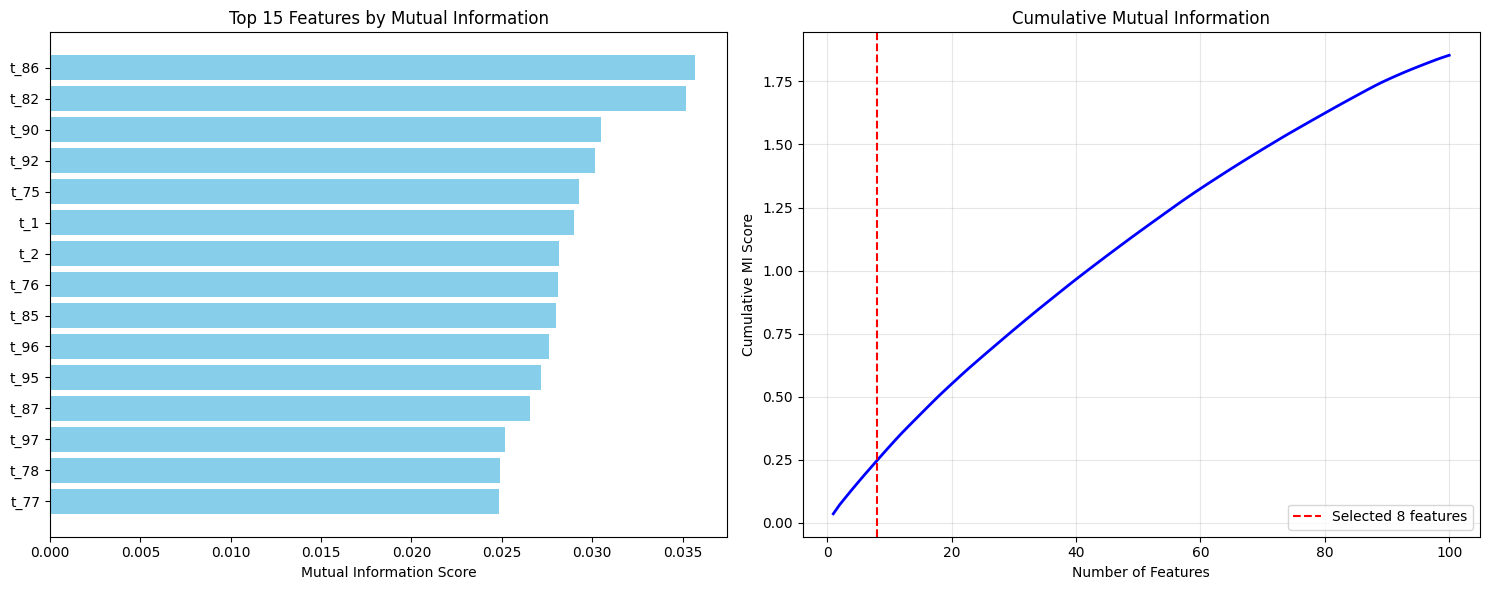 Top 15 Features by Mutual Information
t_86
t_82
t_90
t_92
t_75
t_1
t_2
t_76
t_85
t_96
t_95
t_87
t_97
t_78
t_77
0.000 0.005 0.010 0.015 0.020 0.025 0.030 0.035
Mutual Information Score
Cumulative Mutual Information
Cumulative MI Score
1.75
1.50
1.25
1.00
0.75
0.50
0.25
0.00
Selected 8 features
0 20 40 60 80 100
Number of Features